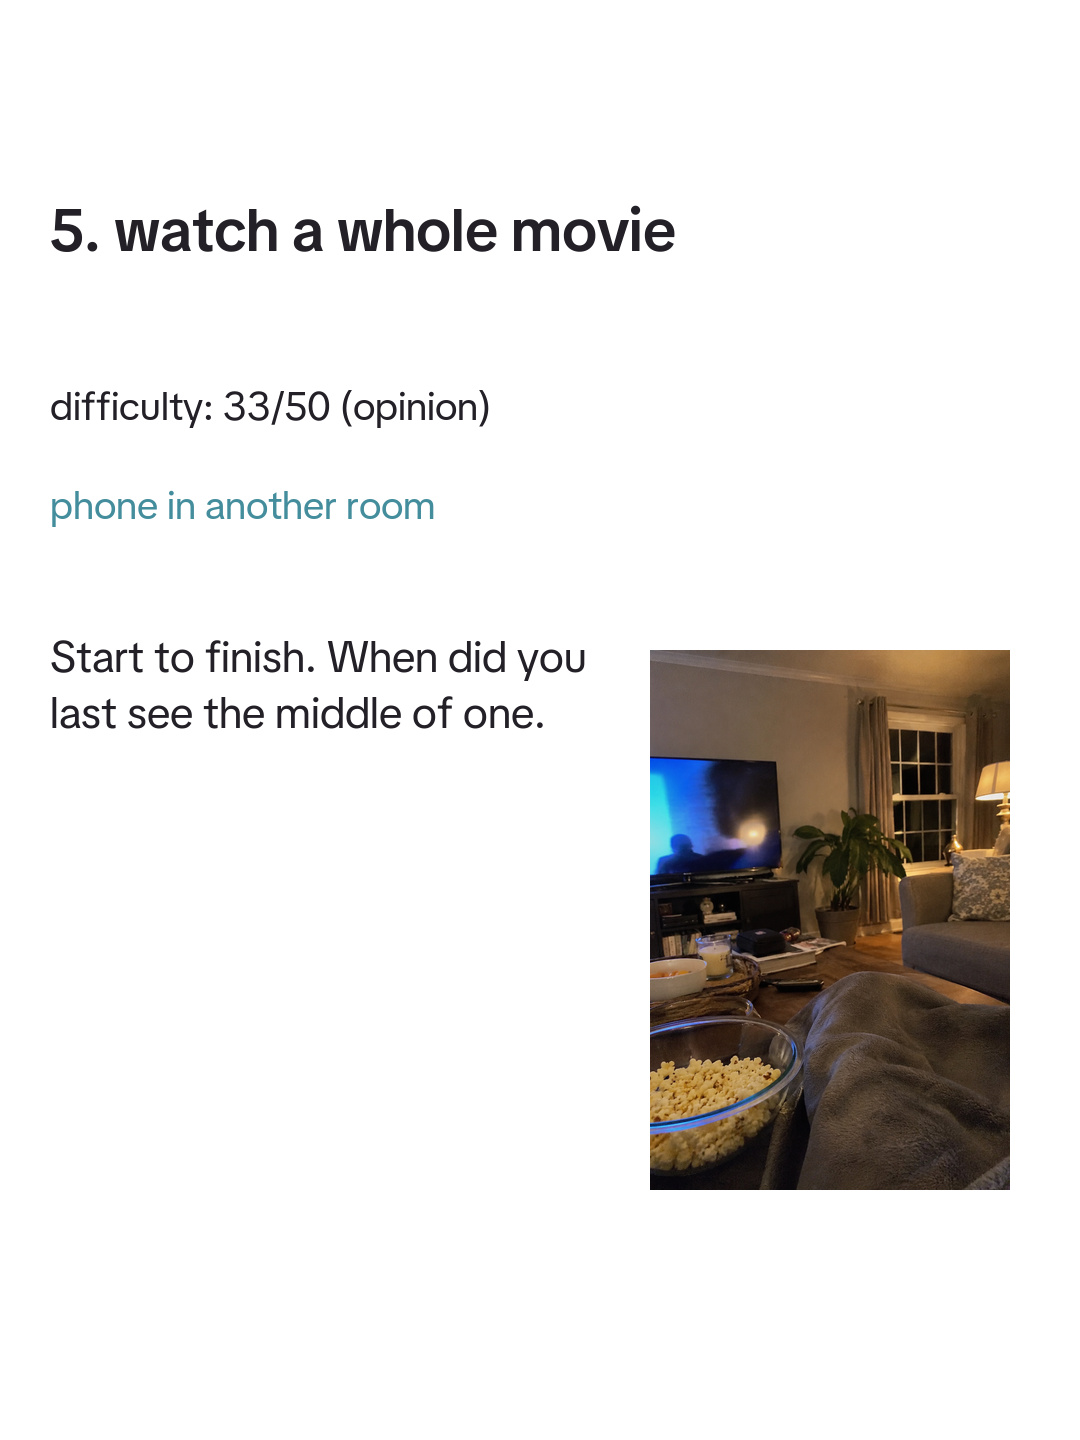 5. watch a whole movie
difficulty: 33/50 (opinion)
phone in another room
Start to finish. When did you
last see the middle of one.